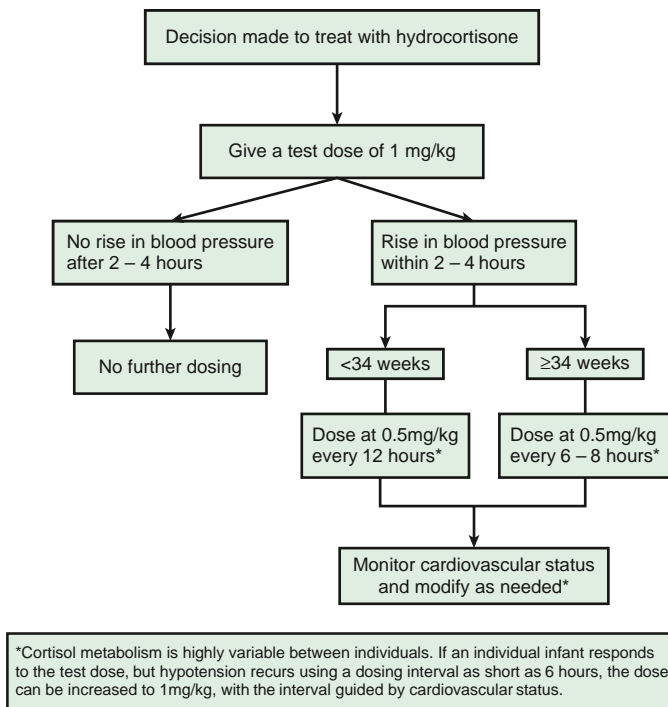 Decision made to treat with hydrocortisone
Give a test dose of 1 mg/kg
No rise in blood pressure
after 2 – 4 hours
Rise in blood pressure
within 2 – 4 hours
No further dosing
<34 weeks
≥34 weeks
Dose at 0.5mg/kg
every 12 hours*
Dose at 0.5mg/kg
every 6 – 8 hours*
Monitor cardiovascular status
and modify as needed*
*Cortisol metabolism is highly variable between individuals. If an individual infant responds
to the test dose, but hypotension recurs using a dosing interval as short as 6 hours, the dose
can be increased to 1mg/kg, with the interval guided by cardiovascular status.